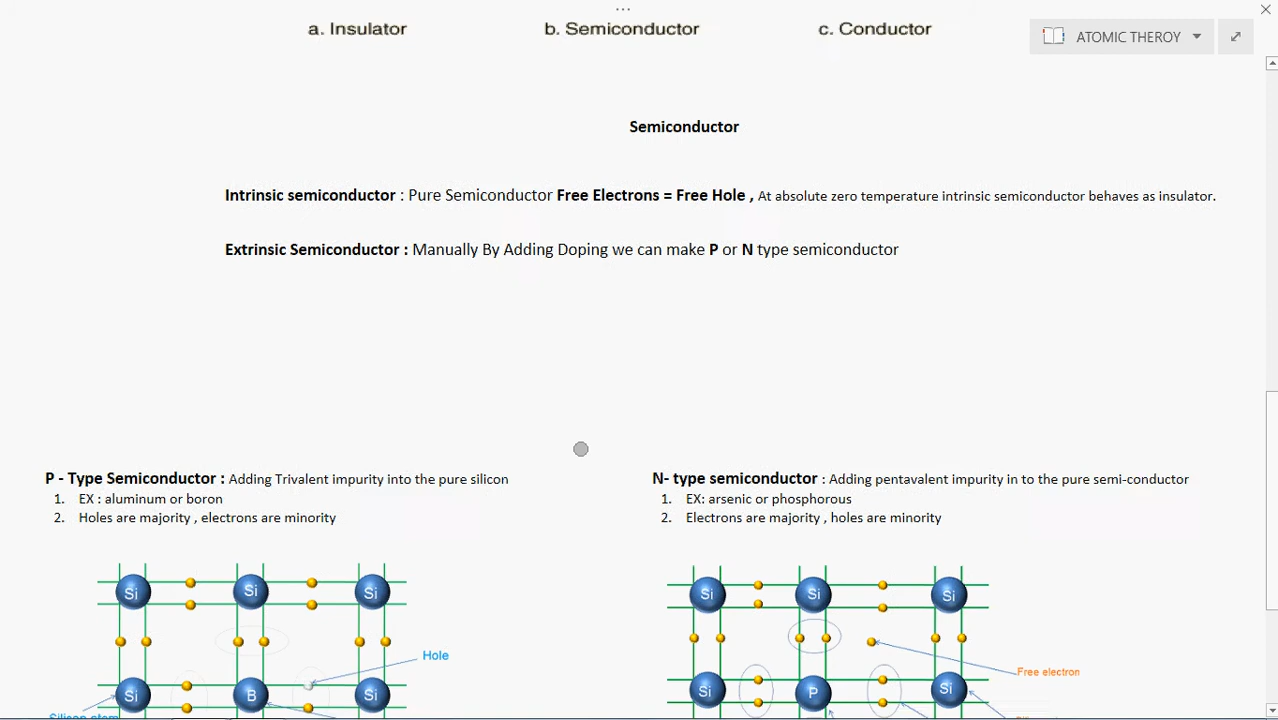 a. Insulator
b. Semiconductor
c. Conductor
ATOMIC THEROY
Semiconductor
Intrinsic semiconductor : Pure Semiconductor Free Electrons = Free Hole , At absolute zero temperature intrinsic semiconductor behaves as insulator.
Extrinsic Semiconductor : Manually By Adding Doping we can make P or N type semiconductor
P - Type Semiconductor : Adding Trivalent impurity into the pure silicon
1. EX : aluminum or boron
2. Holes are majority , electrons are minority
N- type semiconductor : Adding pentavalent impurity in to the pure semi-conductor
1. EX: arsenic or phosphorous
2. Electrons are majority , holes are minority
Si Si Si
Hole
Si B Si
Silicon atom
Si Si Si
Free electron
Si P Si